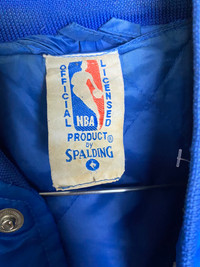 OFFICIAL
LICENSED
NBA
PRODUCT®
BY
SPALDING